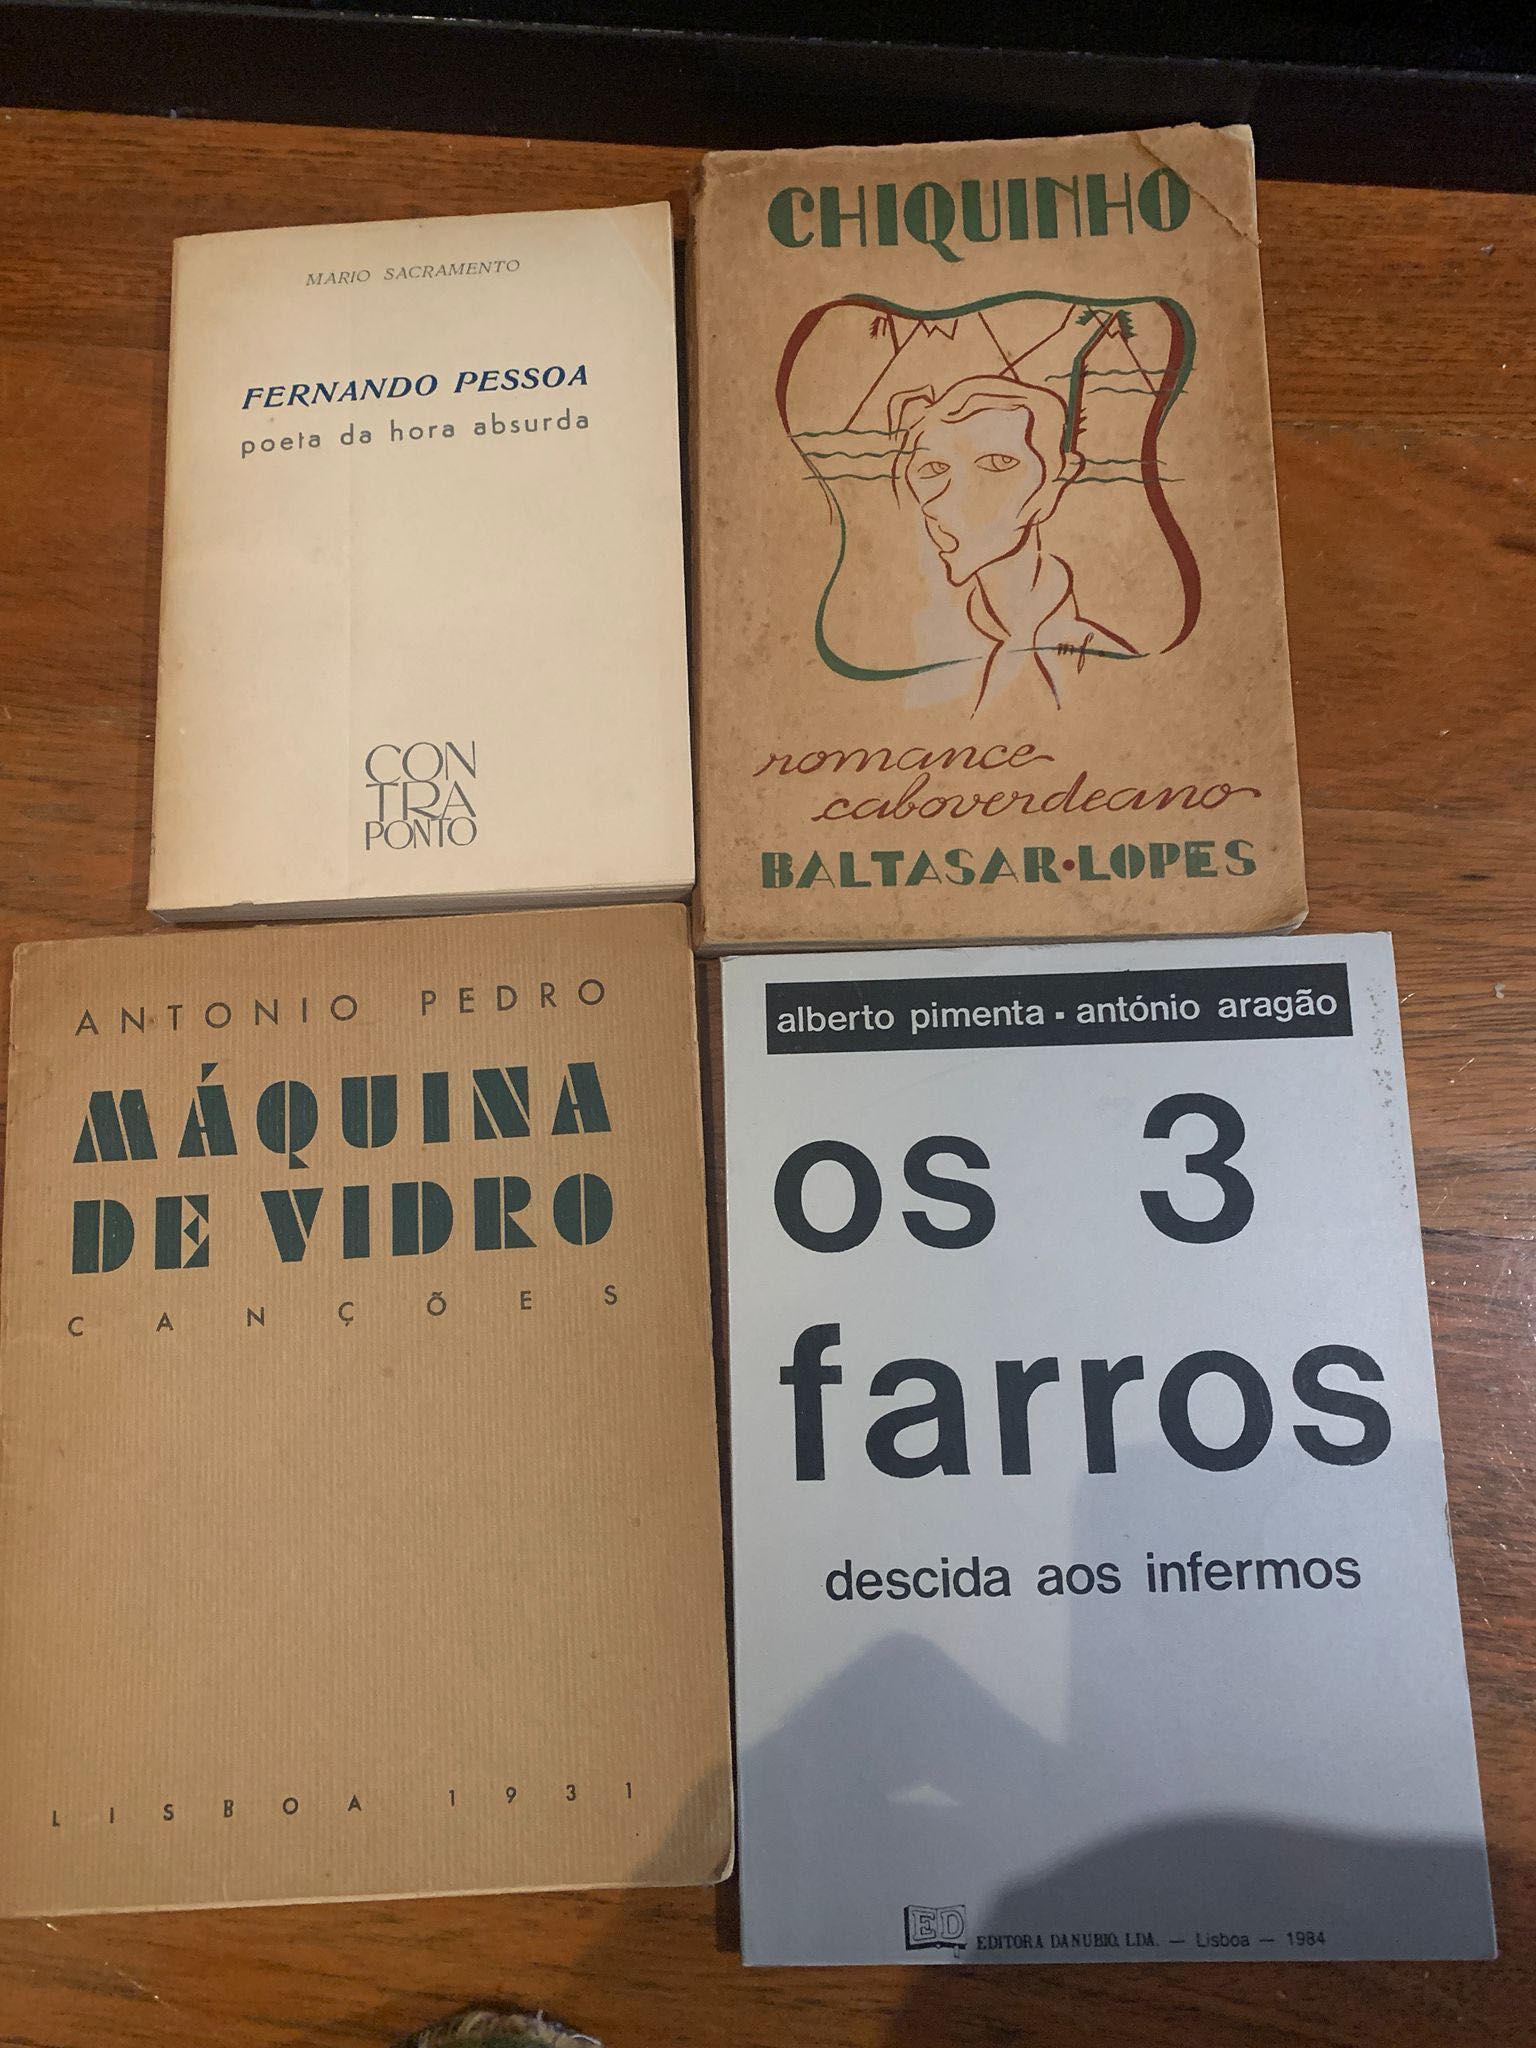 MARIO SACRAMENTO
FERNANDO PESSOA
poeta da hora absurda
CON
TRA
PONTO
CHIQUINHO
mf.
romance
caboverdeano
BALTASAR • LOPES
ANTONIO PEDRO
MÁQUINA
DE VIDRO
CANÇÕES
LISBOA 1931
alberto pimenta ▪ antónio aragão
os 3
farros
descida aos infermos
ED EDITORA DANUBIO, LDA. — Lisboa — 1984